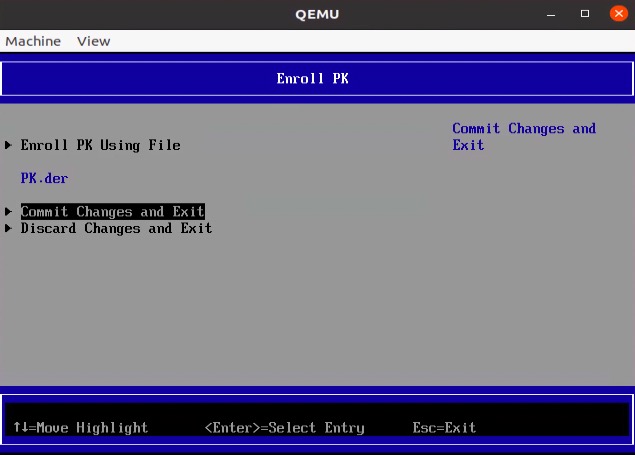 QEMU
Machine View
Enroll PK
Enroll PK Using File
Commit Changes and
Exit
PK.der
Commit Changes and Exit
Discard Changes and Exit
↑↓=Move Highlight <Enter>=Select Entry Esc=Exit